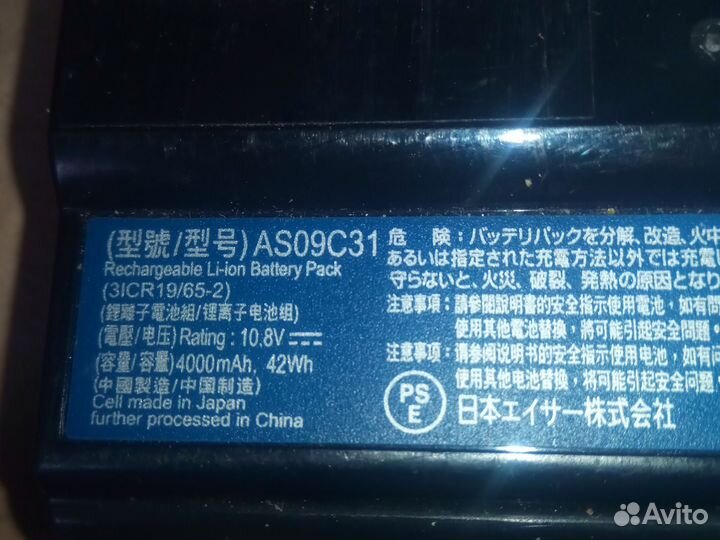 (型號/型号) AS09C31
Rechargeable Li-ion Battery Pack
(3ICR19/65-2)
(鋰離子電池組/锂离子电池组)
(電壓/电压) Rating: 10.8V
(容量/容量) 4000mAh, 42Wh
(中國製造/中国制造)
Cell made in Japan
further processed in China
危 険：バッテリパックを分解、改造、火中
あるいは指定された充電方法以外では充電
守らないと、火災、破裂、発熱の原因となり
注意事項：請參閱説明書的安全指示使用電池，如有問
使用其他電池替換，將可能引起安全問題
注意事项：请参阅说明书的安全指示使用电池，如有问
使用其他电池替换，将可能引起安全问题
PS
E
日本エイサー株式会社
Avito